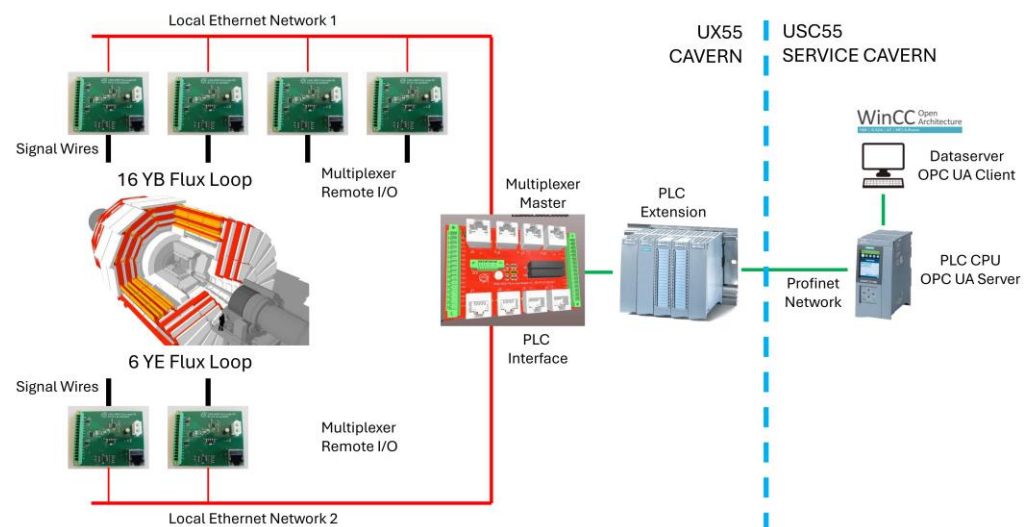 Local Ethernet Network 1
UX55
CAVERN
USC55
SERVICE CAVERN
WinCC Open
Architecture
Signal Wires
16 YB Flux Loop
Multiplexer
Remote I/O
Multiplexer
Master
PLC
Extension
Dataserver
OPC UA Client
PLC CPU
OPC UA Server
Profinet
Network
PLC
Interface
6 YE Flux Loop
Signal Wires
Multiplexer
Remote I/O
Local Ethernet Network 2